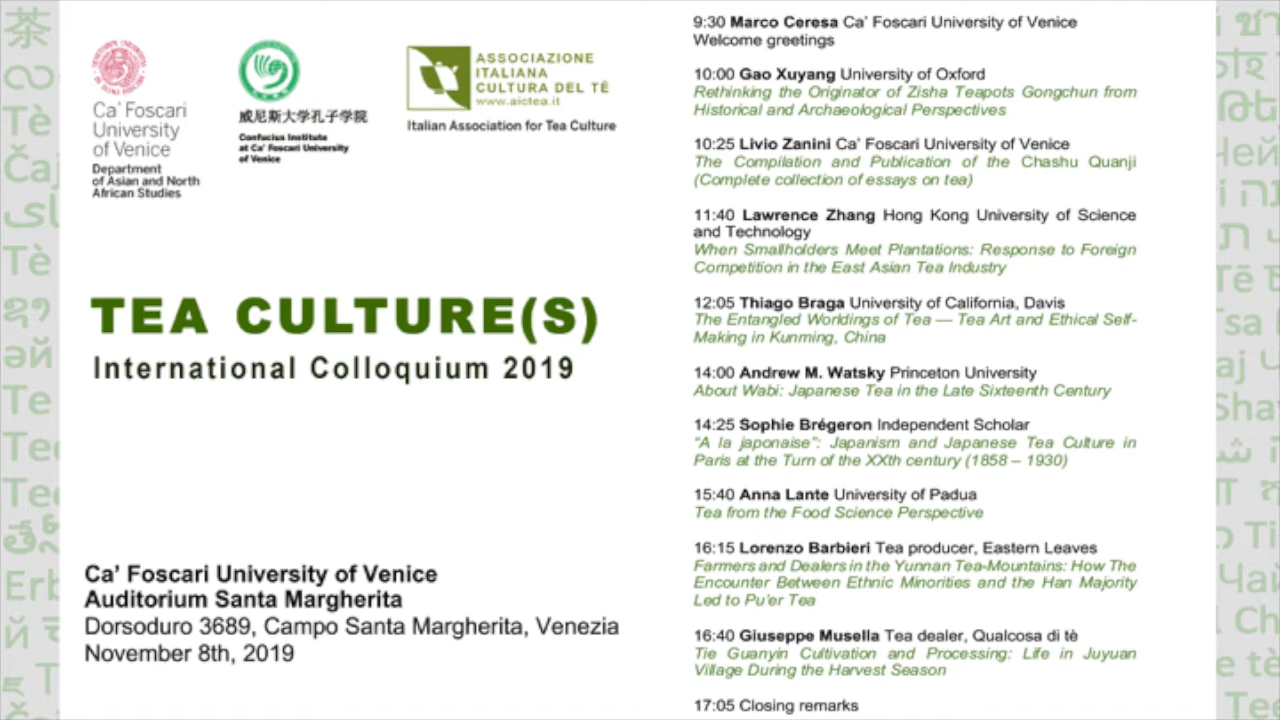 茶
Tè
Tè
Te
Ca' Foscari
University
of Venice
Department
of Asian and North
African Studies
威尼斯大学孔子学院
Confucius Institute
at Ca' Foscari University
of Venice
ASSOCIAZIONE
ITALIANA
CULTURA DEL TÈ
www.aictea.it
Italian Association for Tea Culture
TEA CULTURE(S)
International Colloquium 2019
Ca' Foscari University of Venice
Auditorium Santa Margherita
Dorsoduro 3689, Campo Santa Margherita, Venezia
November 8th, 2019
9:30 Marco Ceresa Ca' Foscari University of Venice
Welcome greetings
10:00 Gao Xuyang University of Oxford
Rethinking the Originator of Zisha Teapots Gongchun from
Historical and Archaeological Perspectives
10:25 Livio Zanini Ca' Foscari University of Venice
The Compilation and Publication of the Chashu Quanji
(Complete collection of essays on tea)
11:40 Lawrence Zhang Hong Kong University of Science
and Technology
When Smallholders Meet Plantations: Response to Foreign
Competition in the East Asian Tea Industry
12:05 Thiago Braga University of California, Davis
The Entangled Worldings of Tea — Tea Art and Ethical Self-
Making in Kunming, China
14:00 Andrew M. Watsky Princeton University
About Wabi: Japanese Tea in the Late Sixteenth Century
14:25 Sophie Brégeron Independent Scholar
"A la japonaise": Japanism and Japanese Tea Culture in
Paris at the Turn of the XXth century (1858 – 1930)
15:40 Anna Lante University of Padua
Tea from the Food Science Perspective
16:15 Lorenzo Barbieri Tea producer, Eastern Leaves
Farmers and Dealers in the Yunnan Tea-Mountains: How The
Encounter Between Ethnic Minorities and the Han Majority
Led to Pu'er Tea
16:40 Giuseppe Musella Tea dealer, Qualcosa di tè
Tie Guanyin Cultivation and Processing: Life in Juyuan
Village During the Harvest Season
17:05 Closing remarks